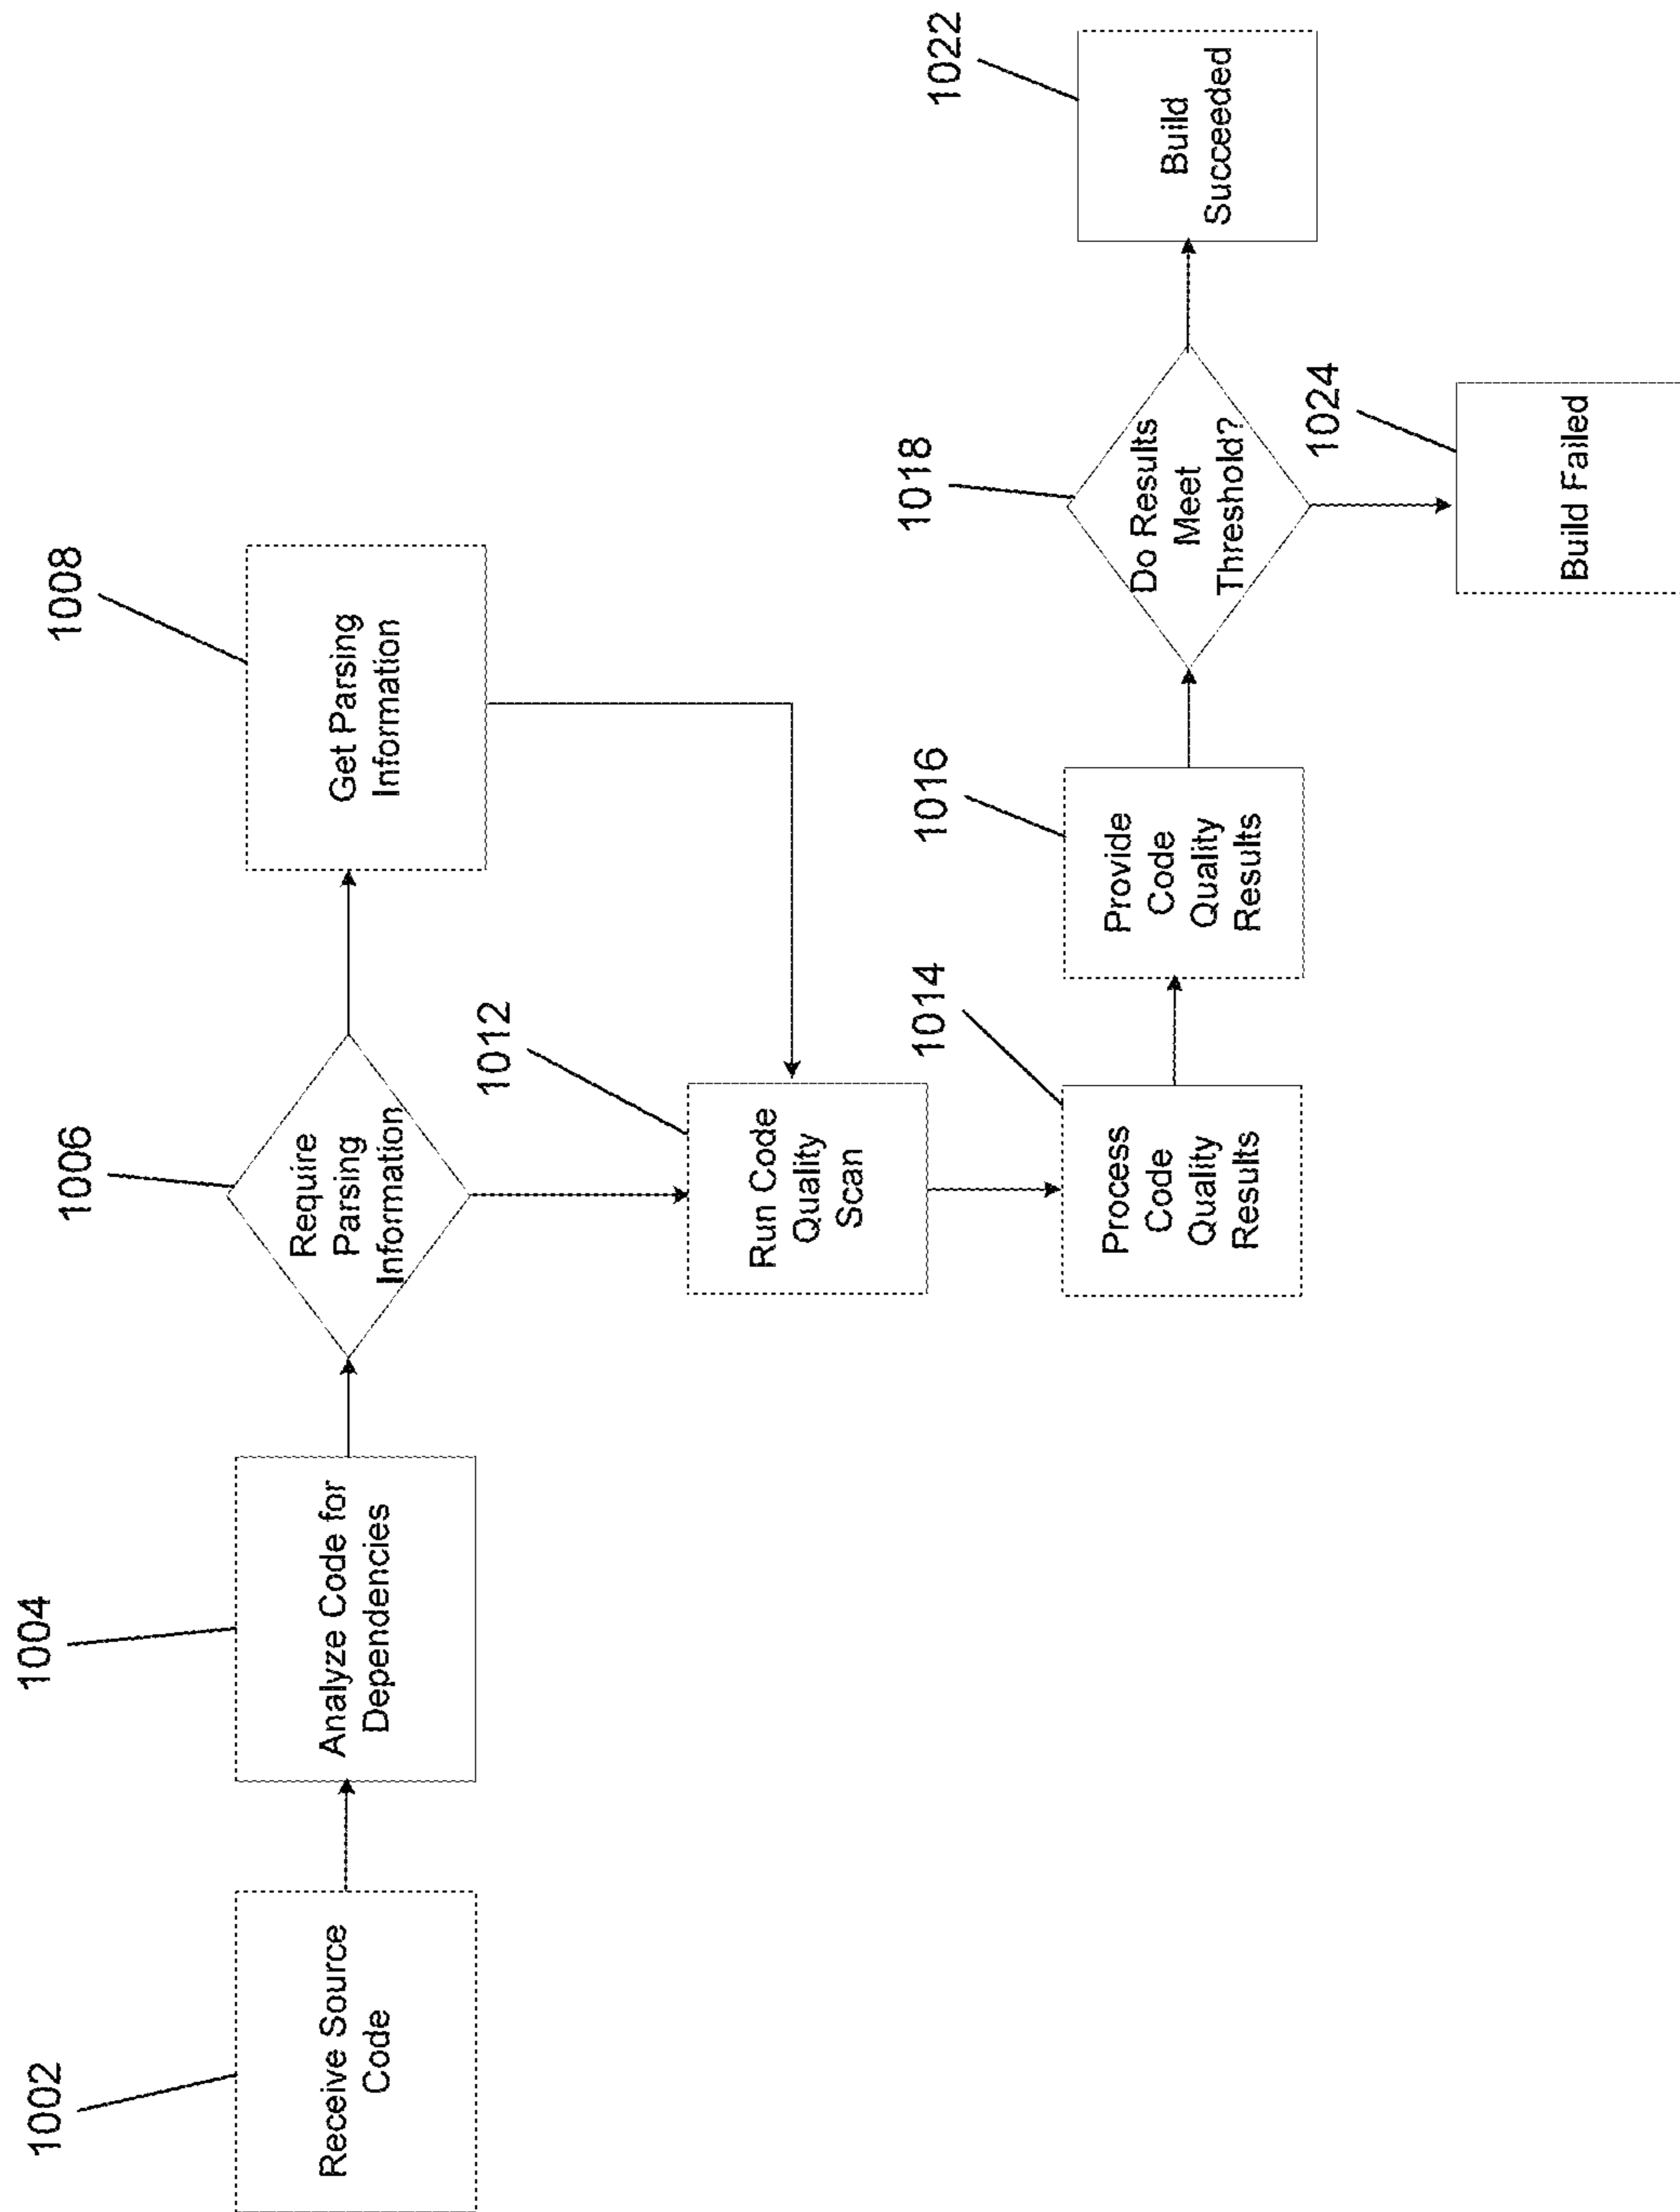 1002
Receive Source
Code
1004
Analyze Code for
Dependencies
1006
Require
Parsing
Information
1008
Get Parsing
Information
1012
Run Code
Quality
Scan
1014
Process
Code
Quality
Results
1016
Provide
Code
Quality
Results
1018
Do Results
Meet
Threshold?
1022
Build
Succeeded
1024
Build Failed